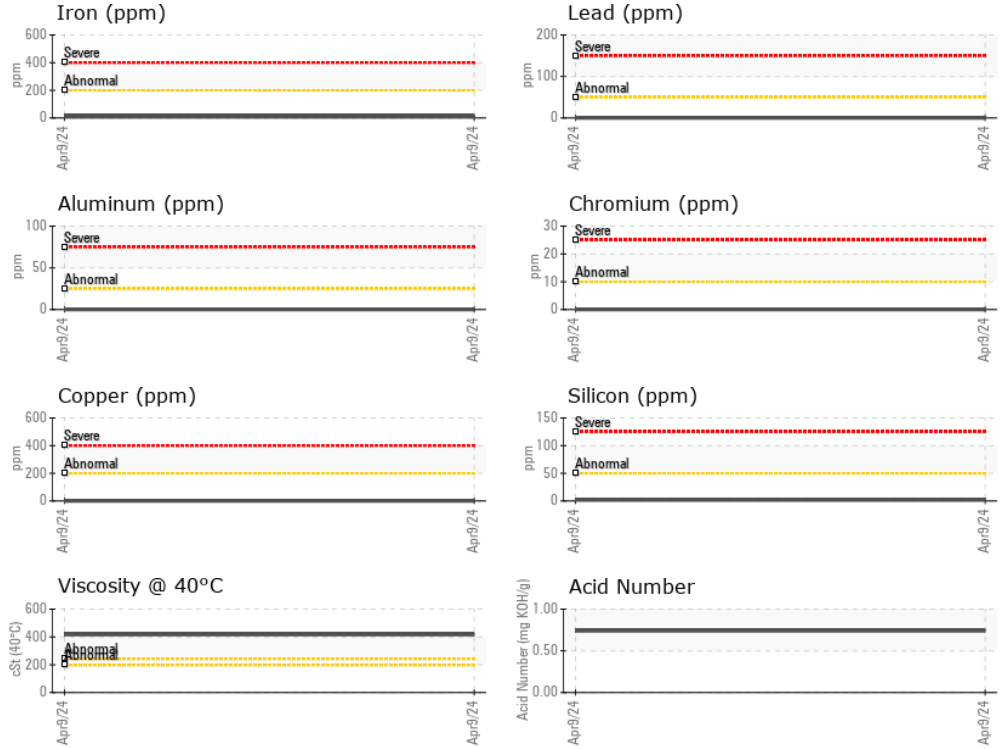 Iron (ppm)
600
400
200
0
ppm
Severe
Abnormal
Apr9/24
Apr9/24
Lead (ppm)
200
100
0
ppm
Severe
Abnormal
Apr9/24
Apr9/24
Aluminum (ppm)
100
50
0
ppm
Severe
Abnormal
Apr9/24
Apr9/24
Chromium (ppm)
30
20
10
0
ppm
Severe
Abnormal
Apr9/24
Apr9/24
Copper (ppm)
600
400
200
0
ppm
Severe
Abnormal
Apr9/24
Apr9/24
Silicon (ppm)
150
100
50
0
ppm
Severe
Abnormal
Apr9/24
Apr9/24
Viscosity @ 40°C
600
400
200
0
cSt (40°C)
Abnormal
Abnormal
Apr9/24
Apr9/24
Acid Number
1.00
0.50
0.00
Acid Number (mg KOH/g)
Apr9/24
Apr9/24